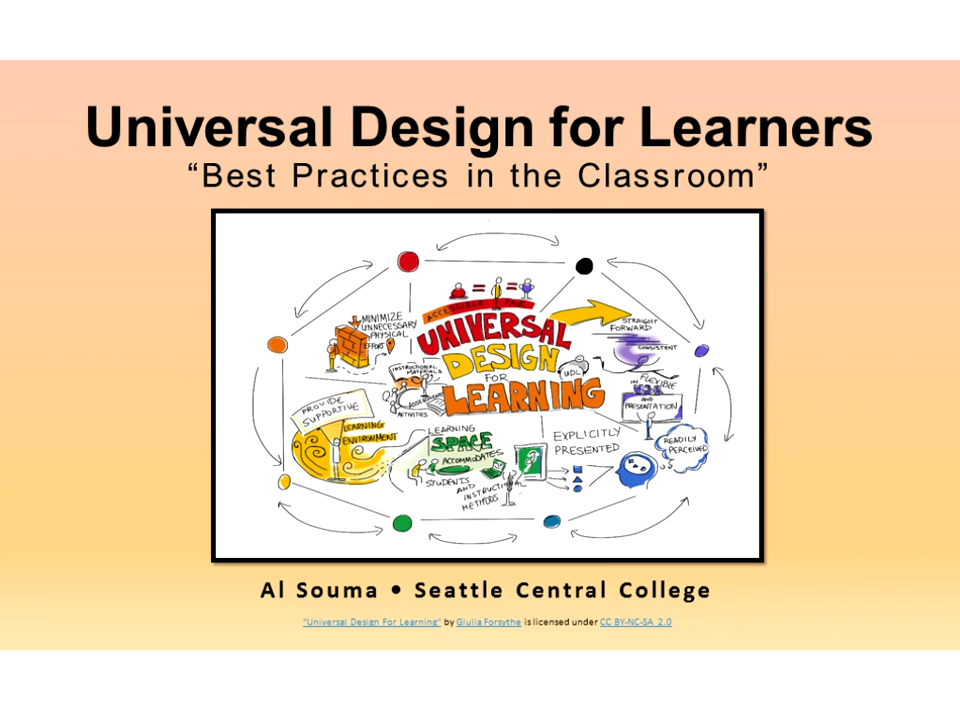 Universal Design for Learners
“Best Practices in the Classroom”
ACCESSIBLE FAIR
UNIVERSAL
DESIGN
FOR
LEARNING
UDL
MINIMIZE
UNNECESSARY
PHYSICAL
EFFORT
STRAIGHT
FORWARD
CONSISTENT
INSTRUCTIONAL
MATERIALS
ACTIVITIES
FLEXIBLE
IN
AND
PRESENTATION
PROVIDE
SUPPORTIVE
LEARNING
ENVIRONMENT
LEARNING
SPACE
ACCOMMODATES
STUDENTS
AND
INSTRUCTIONAL
METHODS
EXPLICITLY
PRESENTED
READILY
PERCEIVED
Al Souma • Seattle Central College
"Universal Design For Learning" by Giulia Forsythe is licensed under CC BY-NC-SA 2.0